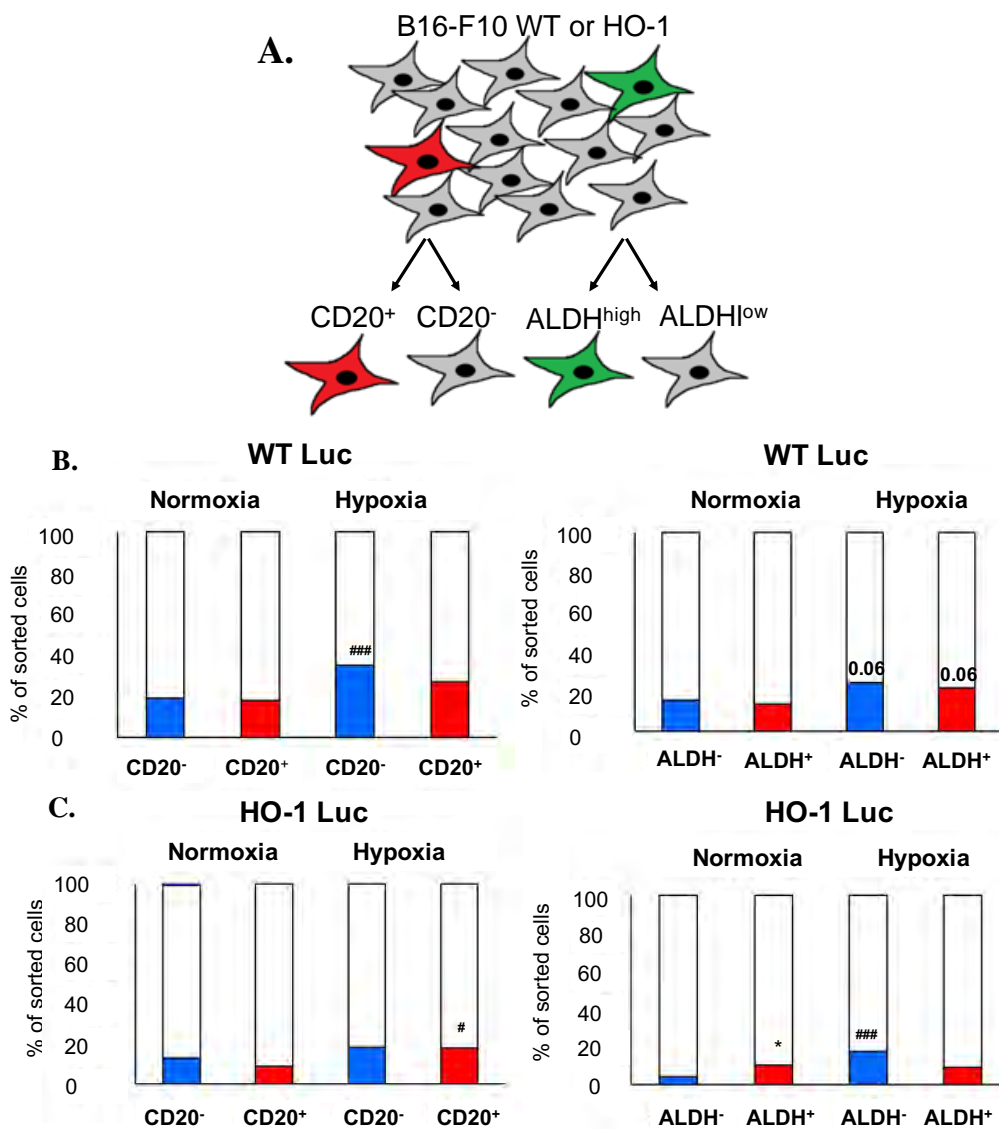 B16-F10 WT or HO-1
A.
CD20⁺ CD20⁻ ALDHʰⁱᵍʰ ALDHlᵒʷ
B.
WT Luc
Normoxia Hypoxia
% of sorted cells
100
80
60
40
20
0
###
CD20⁻ CD20⁺ CD20⁻ CD20⁺
WT Luc
Normoxia Hypoxia
% of sorted cells
100
80
60
40
20
0
0.06 0.06
ALDH⁻ ALDH⁺ ALDH⁻ ALDH⁺
C.
HO-1 Luc
Normoxia Hypoxia
% of sorted cells
100
80
60
40
20
0
#
CD20⁻ CD20⁺ CD20⁻ CD20⁺
HO-1 Luc
Normoxia Hypoxia
% of sorted cells
100
80
60
40
20
0
* ###
ALDH⁻ ALDH⁺ ALDH⁻ ALDH⁺